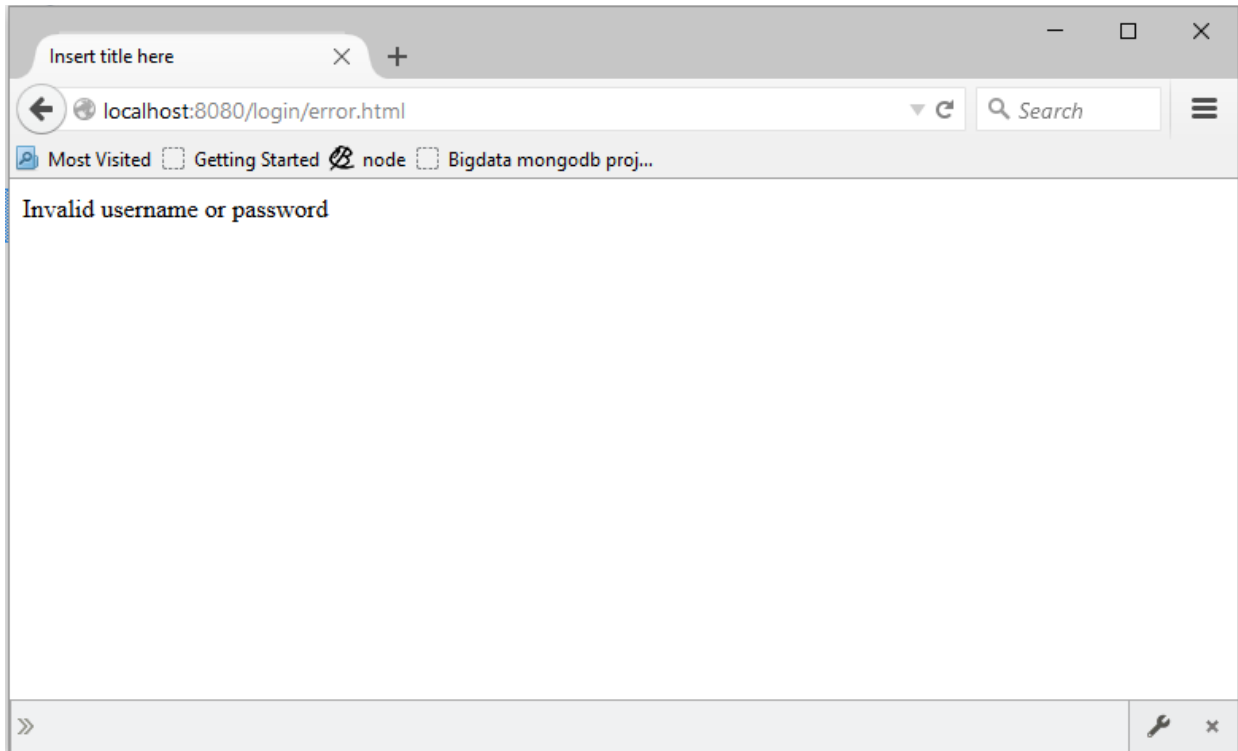 Insert title here
localhost:8080/login/error.html
Search
Most Visited Getting Started node Bigdata mongodb proj...
Invalid username or password